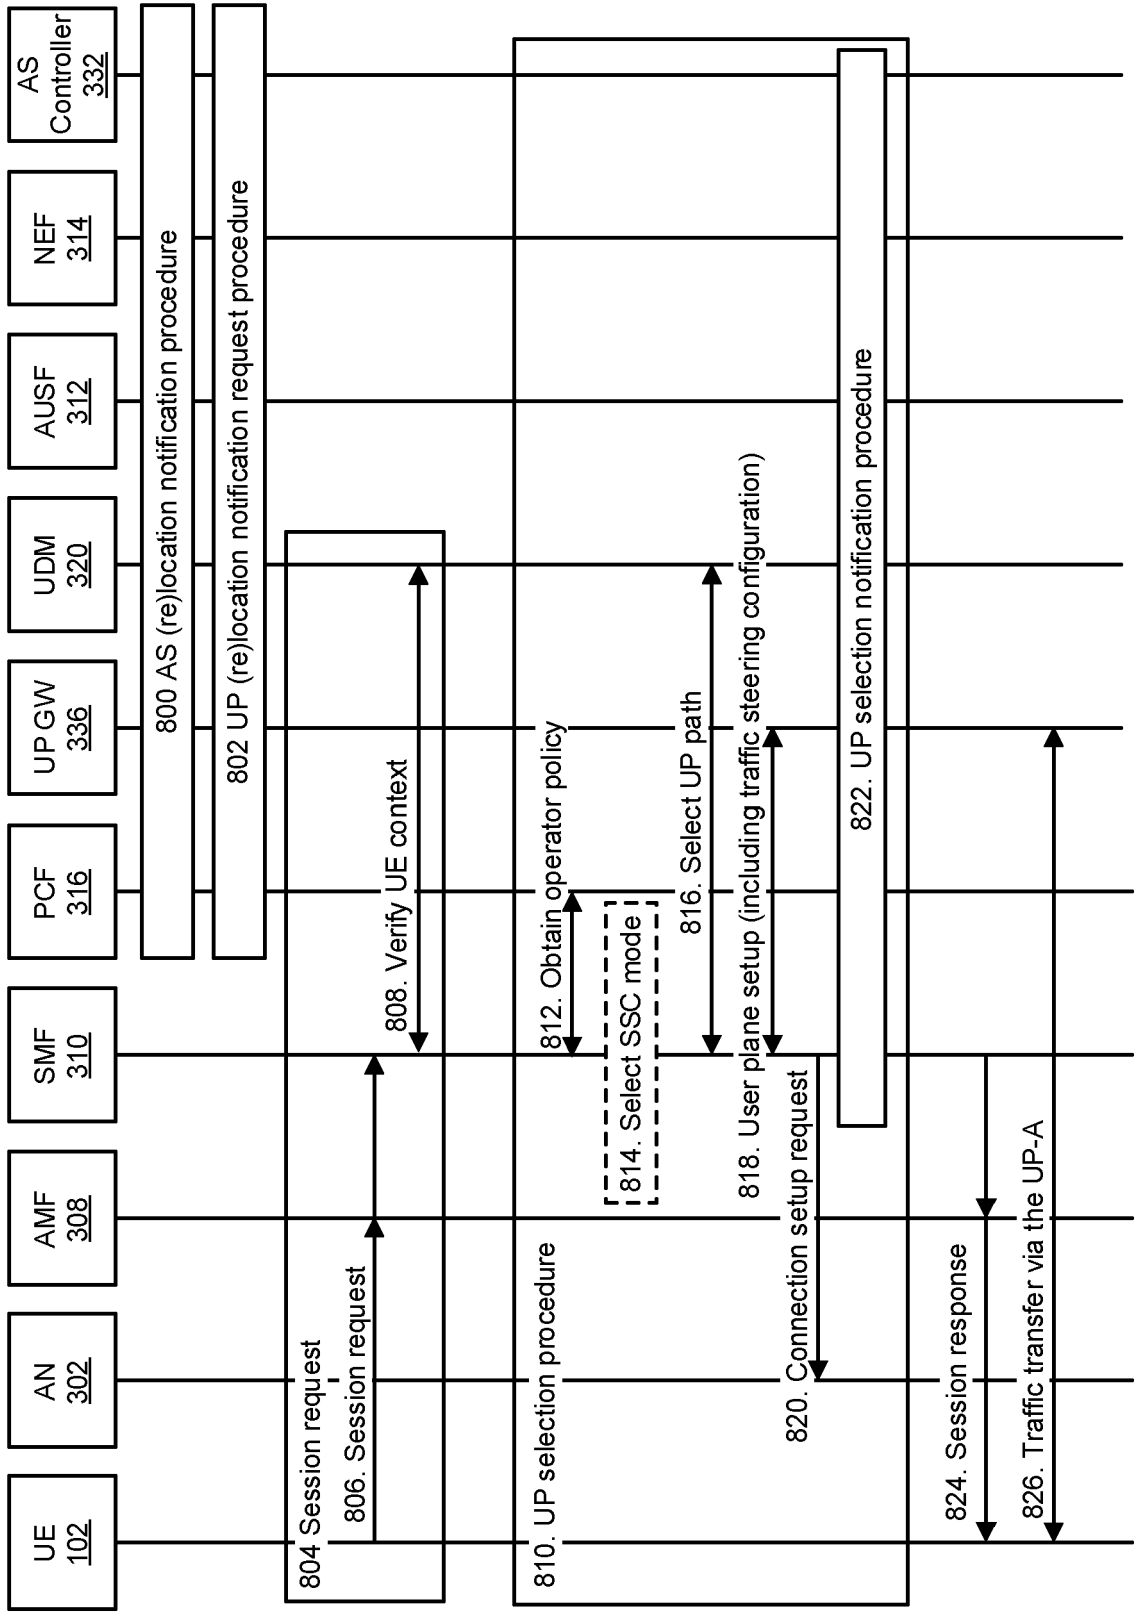 UE
102
AN
302
AMF
308
SMF
310
PCF
316
UP GW
336
UDM
320
AUSF
312
NEF
314
AS
Controller
332
800 AS (re)location notification procedure
802 UP (re)location notification request procedure
804 Session request
806. Session request
808. Verify UE context
810. UP selection procedure
812. Obtain operator policy
814. Select SSC mode
816. Select UP path
818. User plane setup (including traffic steering configuration)
820. Connection setup request
822. UP selection notification procedure
824. Session response
826. Traffic transfer via the UP-A